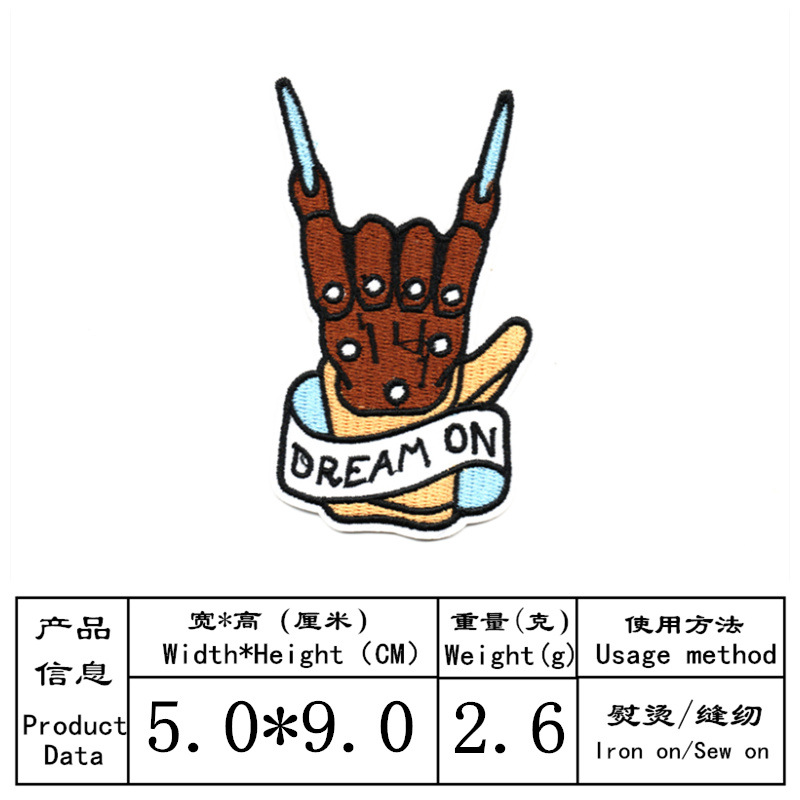 DREAM ON
产品
信息
Product
Data
宽*高 (厘米)
Width*Height (CM)
重量(克)
Weight(g)
使用方法
Usage method
5.0*9.0
2.6
熨烫/缝纫
Iron on/Sew on